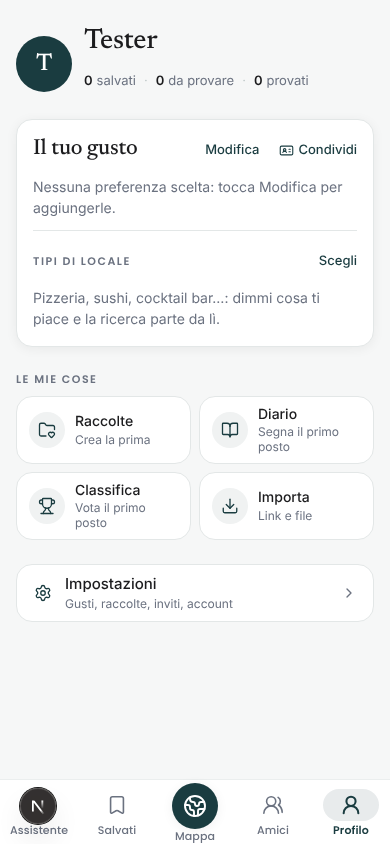 T
Tester
0 salvati · 0 da provare · 0 provati
Il tuo gusto
Modifica
Condividi
Nessuna preferenza scelta: tocca Modifica per
aggiungerle.
TIPI DI LOCALE
Scegli
Pizzeria, sushi, cocktail bar...: dimmi cosa ti
piace e la ricerca parte da lì.
LE MIE COSE
Raccolte
Crea la prima
Diario
Segna il primo
posto
Classifica
Vota il primo
posto
Importa
Link e file
Impostazioni
Gusti, raccolte, inviti, account
N
Assistente
Salvati
Mappa
Amici
Profilo